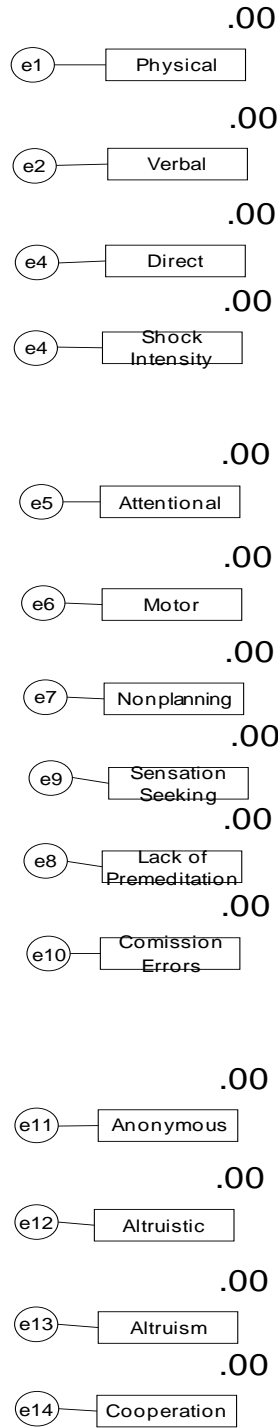 .00
e1 Physical
.00
e2 Verbal
.00
e4 Direct
.00
e4 Shock
Intensity
.00
e5 Attentional
.00
e6 Motor
.00
e7 Nonplanning
.00
e9 Sensation
Seeking
.00
e8 Lack of
Premeditation
.00
e10 Comission
Errors
.00
e11 Anonymous
.00
e12 Altruistic
.00
e13 Altruism
.00
e14 Cooperation